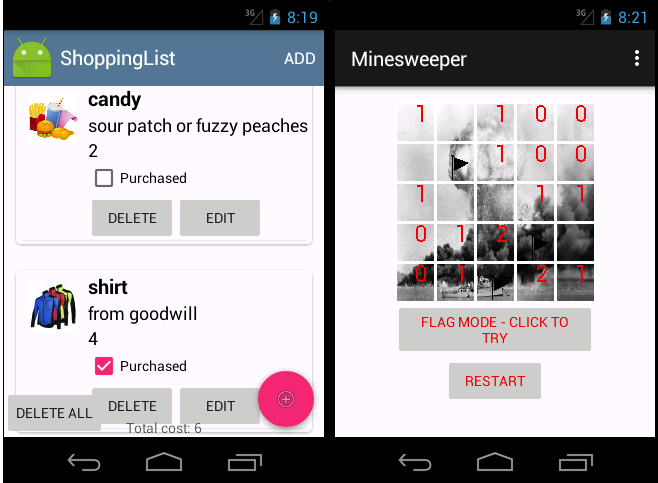 3G 8:19
ShoppingList ADD
candy
sour patch or fuzzy peaches
2
Purchased
DELETE EDIT
shirt
from goodwill
4
Purchased
DELETE ALL DELETE EDIT
Total cost: 6
3G 8:21
Minesweeper
1 1 0 0
1 0 0
1 1 1
0 1 2
0 1 2 1
FLAG MODE - CLICK TO
TRY
RESTART